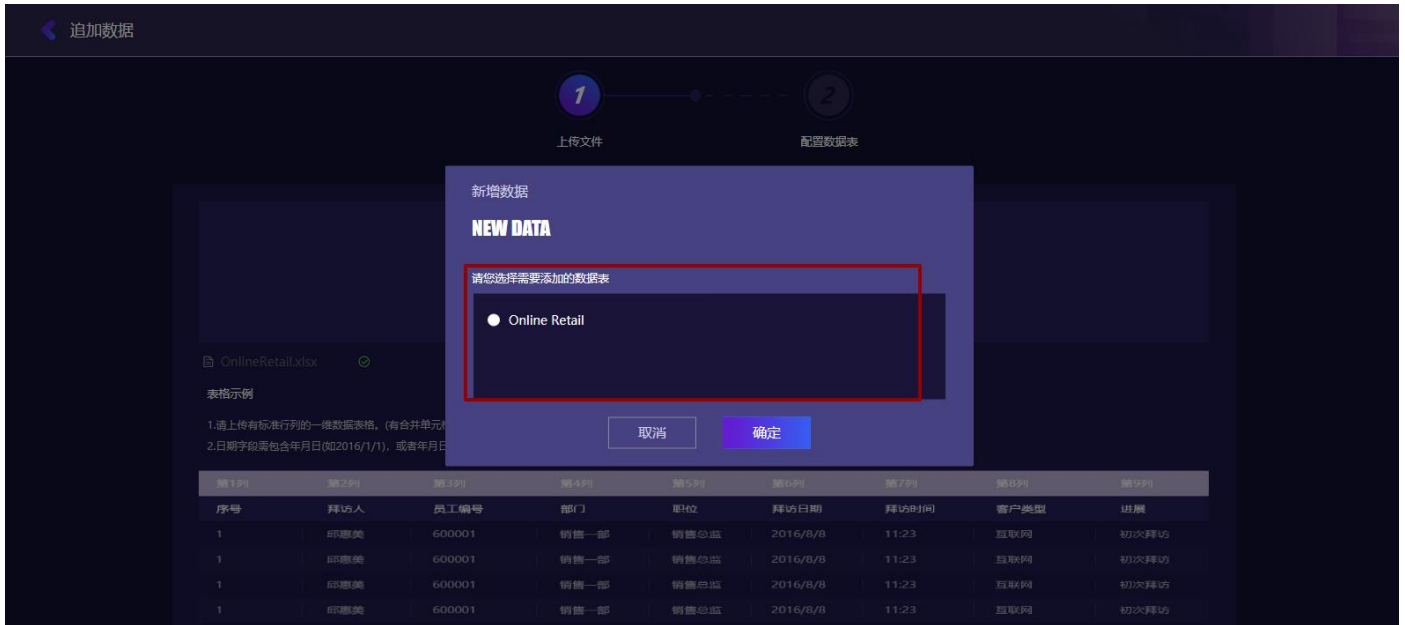 追加数据
1
2
上传文件
配置数据表
新增数据
NEW DATA
请您选择需要添加的数据表
Online Retail
OnlineRetail.xlsx
取消
确定
表格示例
1.请上传有标准行列的一维数据表格。(有合并单元
2.日期字段需包含年月日(如2016/1/1)，或者年月日
第1列 第2列 第3列 第4列 第5列 第6列 第7列 第8列 第9列
序号 拜访人 员工编号 部门 职位 拜访日期 拜访时间 客户类型 进展
1 邱惠美 600001 销售一部 销售总监 2016/8/8 11:23 互联网 初次拜访
1 邱惠美 600001 销售一部 销售总监 2016/8/8 11:23 互联网 初次拜访
1 邱惠美 600001 销售一部 销售总监 2016/8/8 11:23 互联网 初次拜访
1 邱惠美 600001 销售一部 销售总监 2016/8/8 11:23 互联网 初次拜访